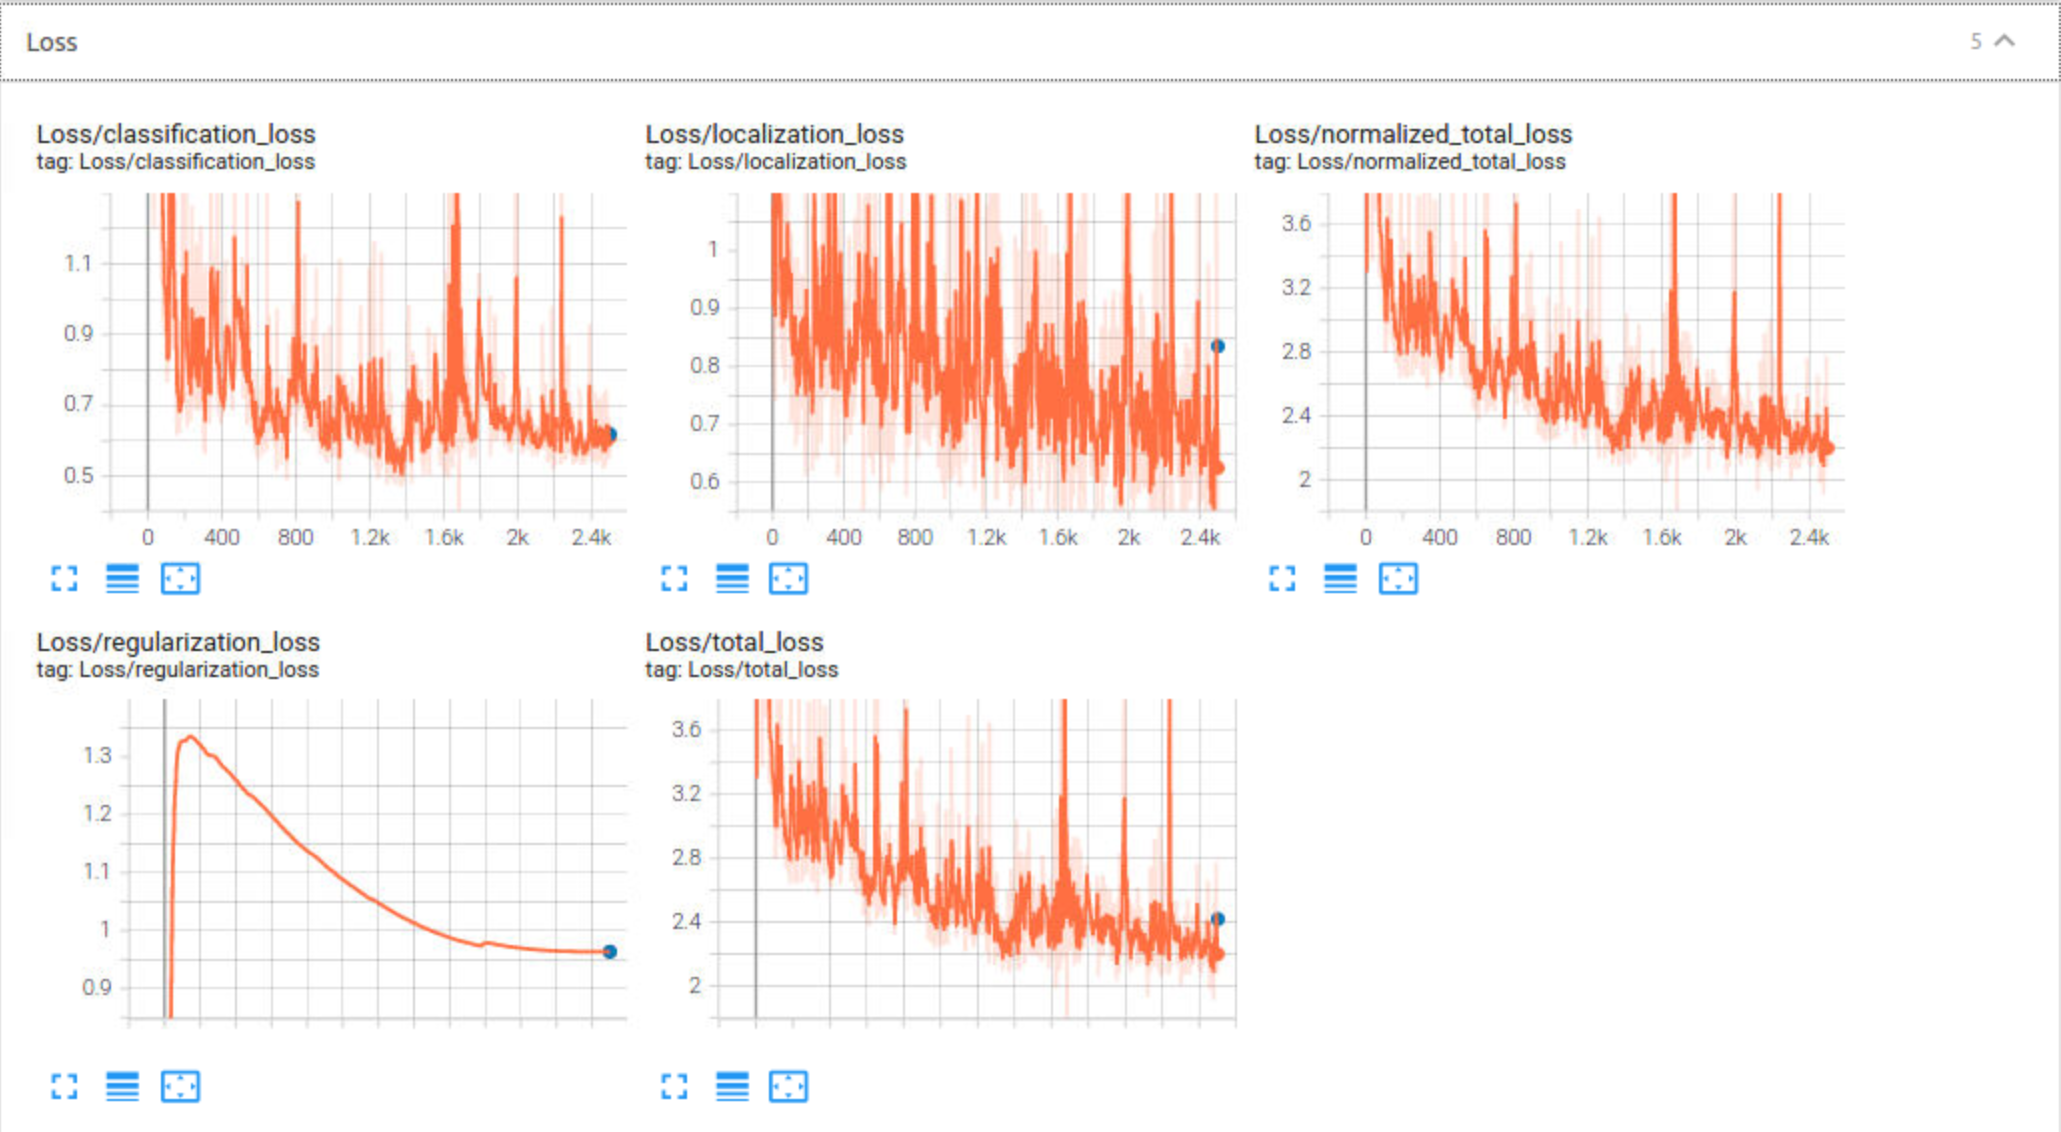 Loss
5
Loss/classification_loss
tag: Loss/classification_loss
1.1
0.9
0.7
0.5
0 400 800 1.2k 1.6k 2k 2.4k
Loss/localization_loss
tag: Loss/localization_loss
1
0.9
0.8
0.7
0.6
0 400 800 1.2k 1.6k 2k 2.4k
Loss/normalized_total_loss
tag: Loss/normalized_total_loss
3.6
3.2
2.8
2.4
2
0 400 800 1.2k 1.6k 2k 2.4k
Loss/regularization_loss
tag: Loss/regularization_loss
1.3
1.2
1.1
1
0.9
Loss/total_loss
tag: Loss/total_loss
3.6
3.2
2.8
2.4
2